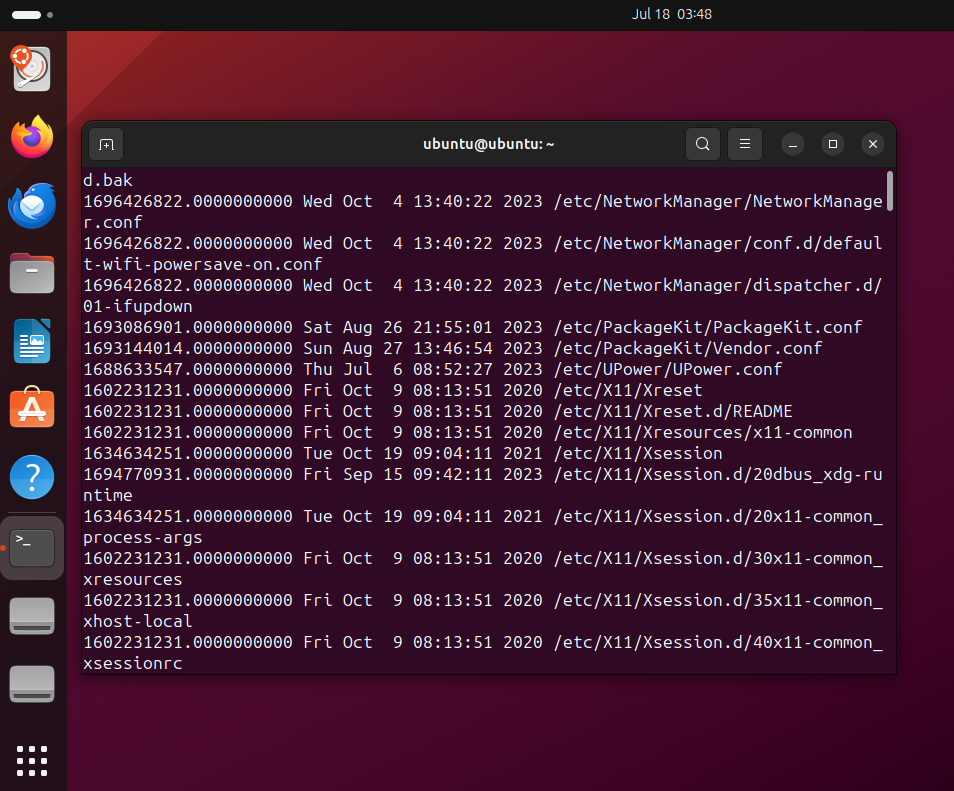 Jul 18  03:48
ubuntu@ubuntu: ~
d.bak
1696426822.0000000000 Wed Oct  4 13:40:22 2023 /etc/NetworkManager/NetworkManage
r.conf
1696426822.0000000000 Wed Oct  4 13:40:22 2023 /etc/NetworkManager/conf.d/defaul
t-wifi-powersave-on.conf
1696426822.0000000000 Wed Oct  4 13:40:22 2023 /etc/NetworkManager/dispatcher.d/
01-ifupdown
1693086901.0000000000 Sat Aug 26 21:55:01 2023 /etc/PackageKit/PackageKit.conf
1693144014.0000000000 Sun Aug 27 13:46:54 2023 /etc/PackageKit/Vendor.conf
1688633547.0000000000 Thu Jul  6 08:52:27 2023 /etc/UPower/UPower.conf
1602231231.0000000000 Fri Oct  9 08:13:51 2020 /etc/X11/Xreset
1602231231.0000000000 Fri Oct  9 08:13:51 2020 /etc/X11/Xreset.d/README
1602231231.0000000000 Fri Oct  9 08:13:51 2020 /etc/X11/Xresources/x11-common
1634634251.0000000000 Tue Oct 19 09:04:11 2021 /etc/X11/Xsession
1694770931.0000000000 Fri Sep 15 09:42:11 2023 /etc/X11/Xsession.d/20dbus_xdg-ru
ntime
1634634251.0000000000 Tue Oct 19 09:04:11 2021 /etc/X11/Xsession.d/20x11-common_
process-args
1602231231.0000000000 Fri Oct  9 08:13:51 2020 /etc/X11/Xsession.d/30x11-common_
xresources
1602231231.0000000000 Fri Oct  9 08:13:51 2020 /etc/X11/Xsession.d/35x11-common_
xhost-local
1602231231.0000000000 Fri Oct  9 08:13:51 2020 /etc/X11/Xsession.d/40x11-common_
xsessionrc